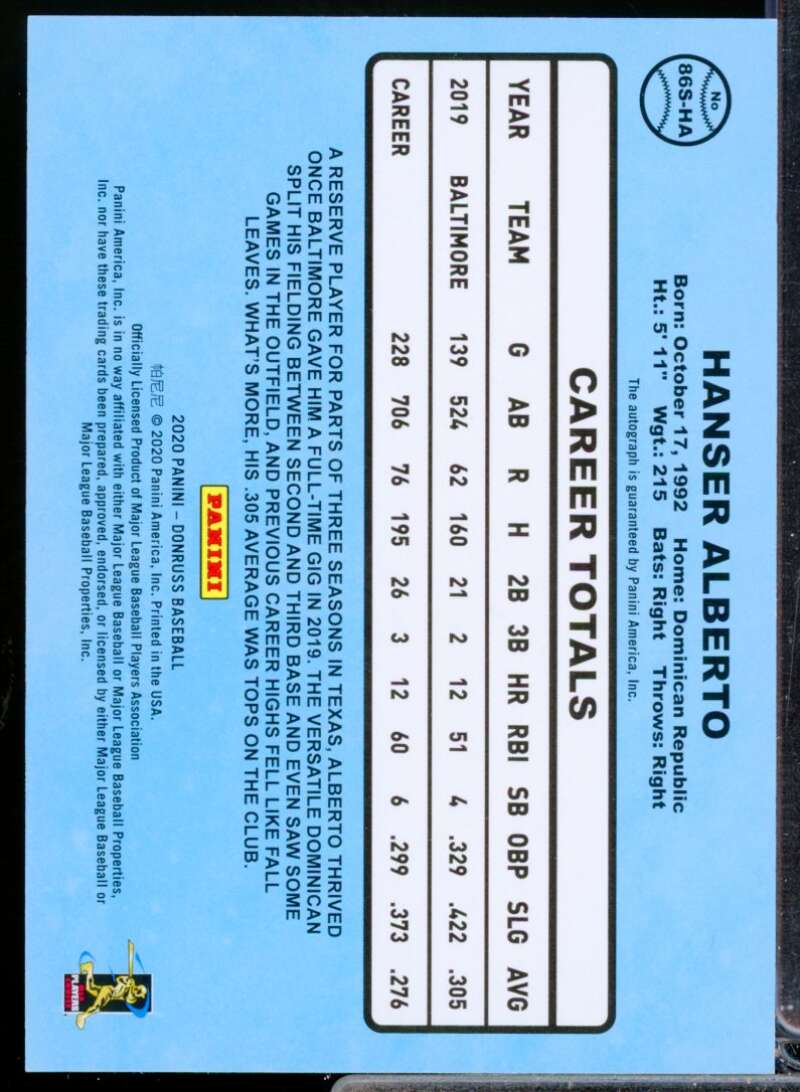 No
86S-HA
HANSER ALBERTO
Born: October 17, 1992 Home: Dominican Republic
Ht.: 5' 11" Wgt.: 215 Bats: Right Throws: Right
The autograph is guaranteed by Panini America, Inc.
CAREER TOTALS
YEAR TEAM G AB R H 2B 3B HR RBI SB OBP SLG AVG
2019 BALTIMORE 139 524 62 160 21 2 12 51 4 .329 .422 .305
CAREER 228 706 76 195 26 3 12 60 6 .299 .373 .276
A RESERVE PLAYER FOR PARTS OF THREE SEASONS IN TEXAS, ALBERTO THRIVED
ONCE BALTIMORE GAVE HIM A FULL-TIME GIG IN 2019. THE VERSATILE DOMINICAN
SPLIT HIS FIELDING BETWEEN SECOND AND THIRD BASE AND EVEN SAW SOME
GAMES IN THE OUTFIELD, AND PREVIOUS CAREER HIGHS FELL LIKE FALL
LEAVES. WHAT'S MORE, HIS .305 AVERAGE WAS TOPS ON THE CLUB.
PANINI
2020 PANINI – DONRUSS BASEBALL
帕尼尼 © 2020 Panini America, Inc. Printed in the USA.
Officially Licensed Product of Major League Baseball Players Association
Panini America, Inc. is in no way affiliated with either Major League Baseball or Major League Baseball Properties,
Inc. nor have these trading cards been prepared, approved, endorsed, or licensed by either Major League Baseball or
Major League Baseball Properties, Inc.
PLAYERS